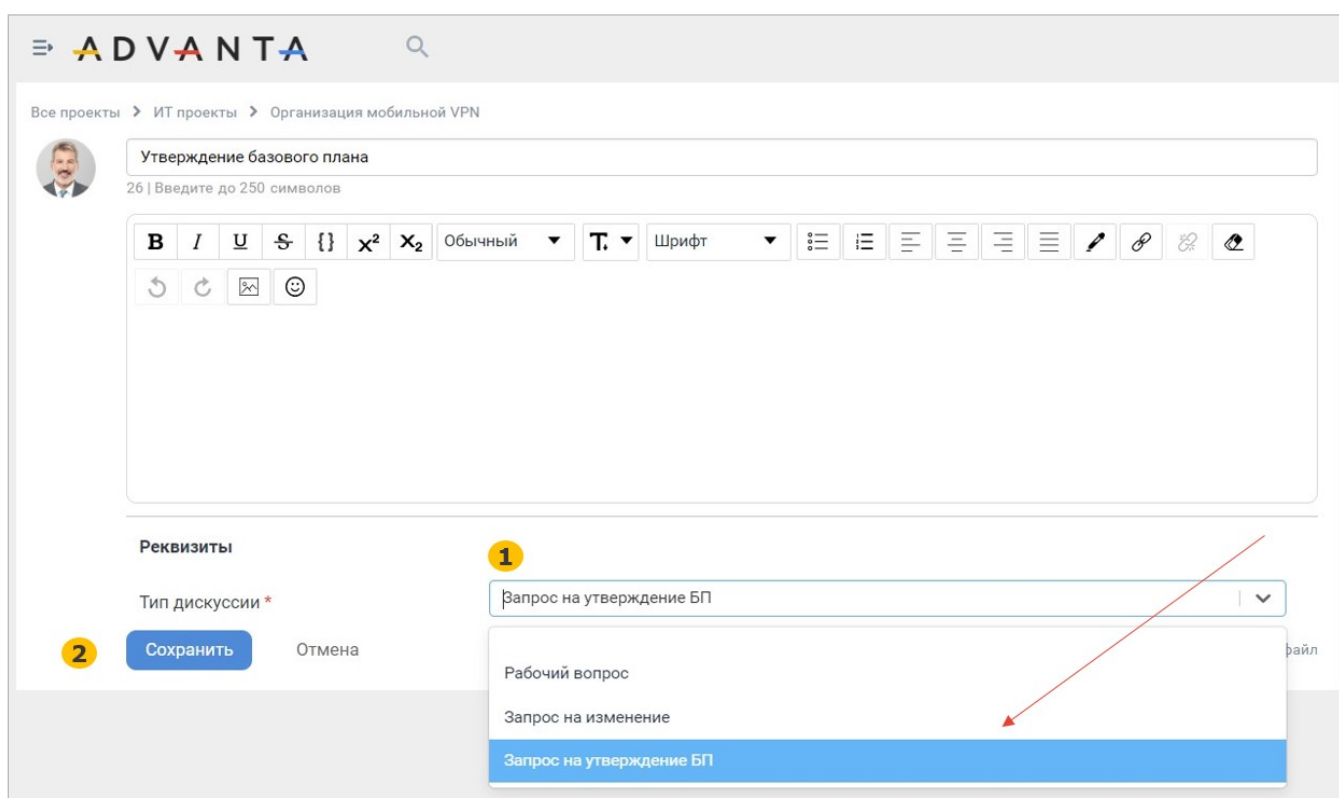 ADVANTA
Все проекты > ИТ проекты > Организация мобильной VPN
Утверждение базового плана
26 | Введите до 250 символов
B I U S {} x² x₂ Обычный T Шрифт
Реквизиты
1
Тип дискуссии * Запрос на утверждение БП
2 Сохранить Отмена файл
Рабочий вопрос
Запрос на изменение
Запрос на утверждение БП